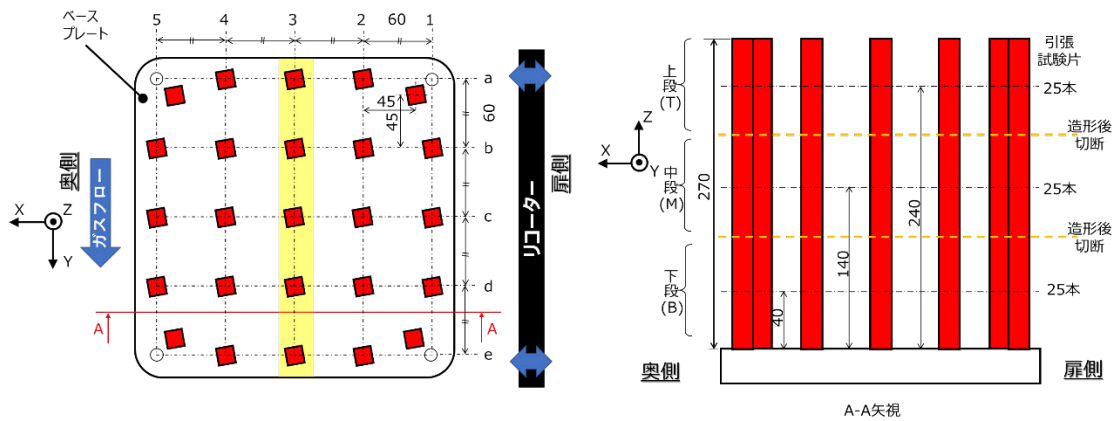 ベース
プレート
5
4
3
2
60
1
a
60
b
c
d
e
45
45
奥側
ガスフロー
X
Z
Y
A
A
リコーター
扉側
上段
(T)
中段
(M)
下段
(B)
Z
X
Y
270
40
140
240
引張
試験片
25本
造形後
切断
25本
造形後
切断
25本
奥側
扉側
A-A矢視